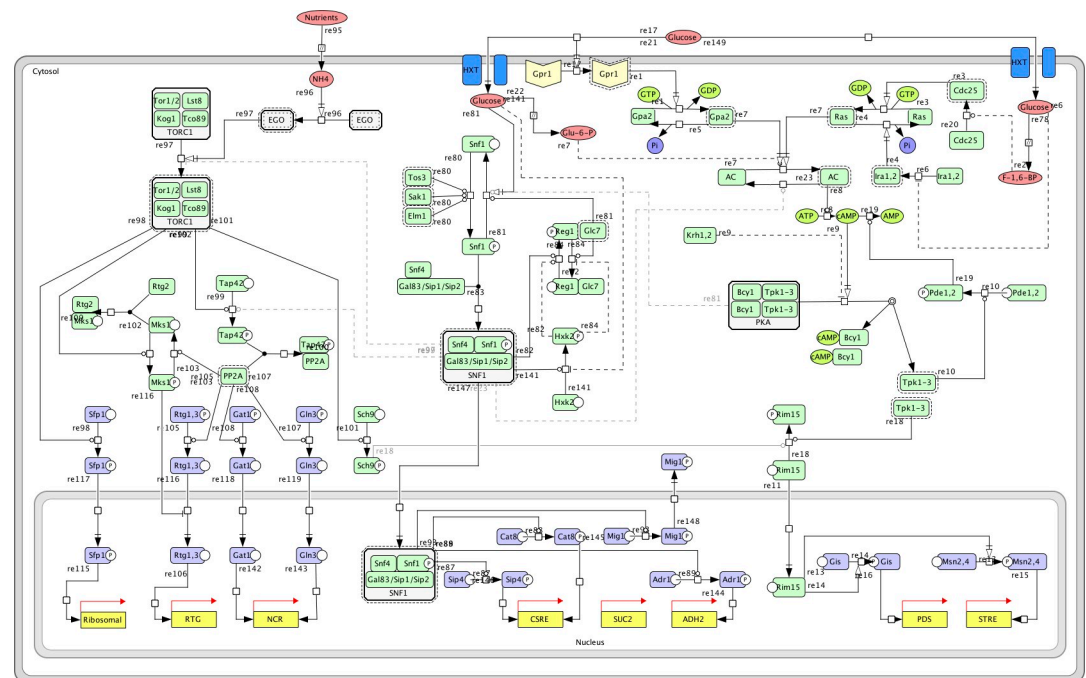 Nutrients
re95
re17
re21
Glucose
re149
HXT
HXT
Cytosol
NH4
Gpr1
Gpr1
re1
re96
re96
re97
EGO
EGO
Tor1/2
Lst8
Kog1
Tco89
TORC1
re97
Glucose
re22
re81
Glu-6-P
re7
GTP
GDP
Gpa2
Gpa2
re7
re5
Pi
GDP
GTP
re3
Cdc25
re7
Ras
re4
re3
Ras
re20
Cdc25
Pi
Glucose
re6
re78
F-1,6-BP
re4
re6
Ira1,2
Ira1,2
re7
AC
re23
AC
Snf1
re80
Tos3
re80
Sak1
re80
Elm1
re80
re81
Snf1
P
re81
Reg1
Glc7
Reg1
Glc7
re84
ATP
cAMP
re19
AMP
re9
Krh1,2
re9
Tor1/2
Lst8
Kog1
Tco89
TORC1
re98
re101
Snf4
Gal83/Sip1/Sip2
re83
re81
Bcy1
Tpk1-3
Bcy1
Tpk1-3
PKA
re19
Pde1,2
re10
Pde1,2
Rtg2
Rtg2
Mks1
re102
Mks1
Tap42
re99
Tap42
PP2A
PP2A
re107
re108
re103
re103
re105
Mks1
re116
re99
Snf4
Snf1
P
Gal83/Sip1/Sip2
SNF1
re82
re82
re84
re141
re147
Hxk2
re141
Hxk2
cAMP
Bcy1
cAMP
Bcy1
re10
Tpk1-3
Tpk1-3
re18
Sfp1
re98
Sfp1
re117
Rtg1,3
re105
Rtg1,3
re116
Gat1
re108
Gat1
re118
Gln3
re107
Gln3
re119
Sch9
re101
Sch9
re18
Rim15
re18
Rim15
re11
Mig1
re148
Sfp1
re115
Rtg1,3
re106
Gat1
re142
Gln3
re143
Snf4
Snf1
P
Gal83/Sip1/Sip2
SNF1
re87
Cat8
Cat8
Mig1
Mig1
Sip4
Sip4
Adr1
re89
Adr1
re144
Rim15
re14
re13
Gis
re14
Gis
re16
Msn2,4
Msn2,4
re15
Ribosomal
RTG
NCR
CSRE
SUC2
ADH2
PDS
STRE
Nucleus